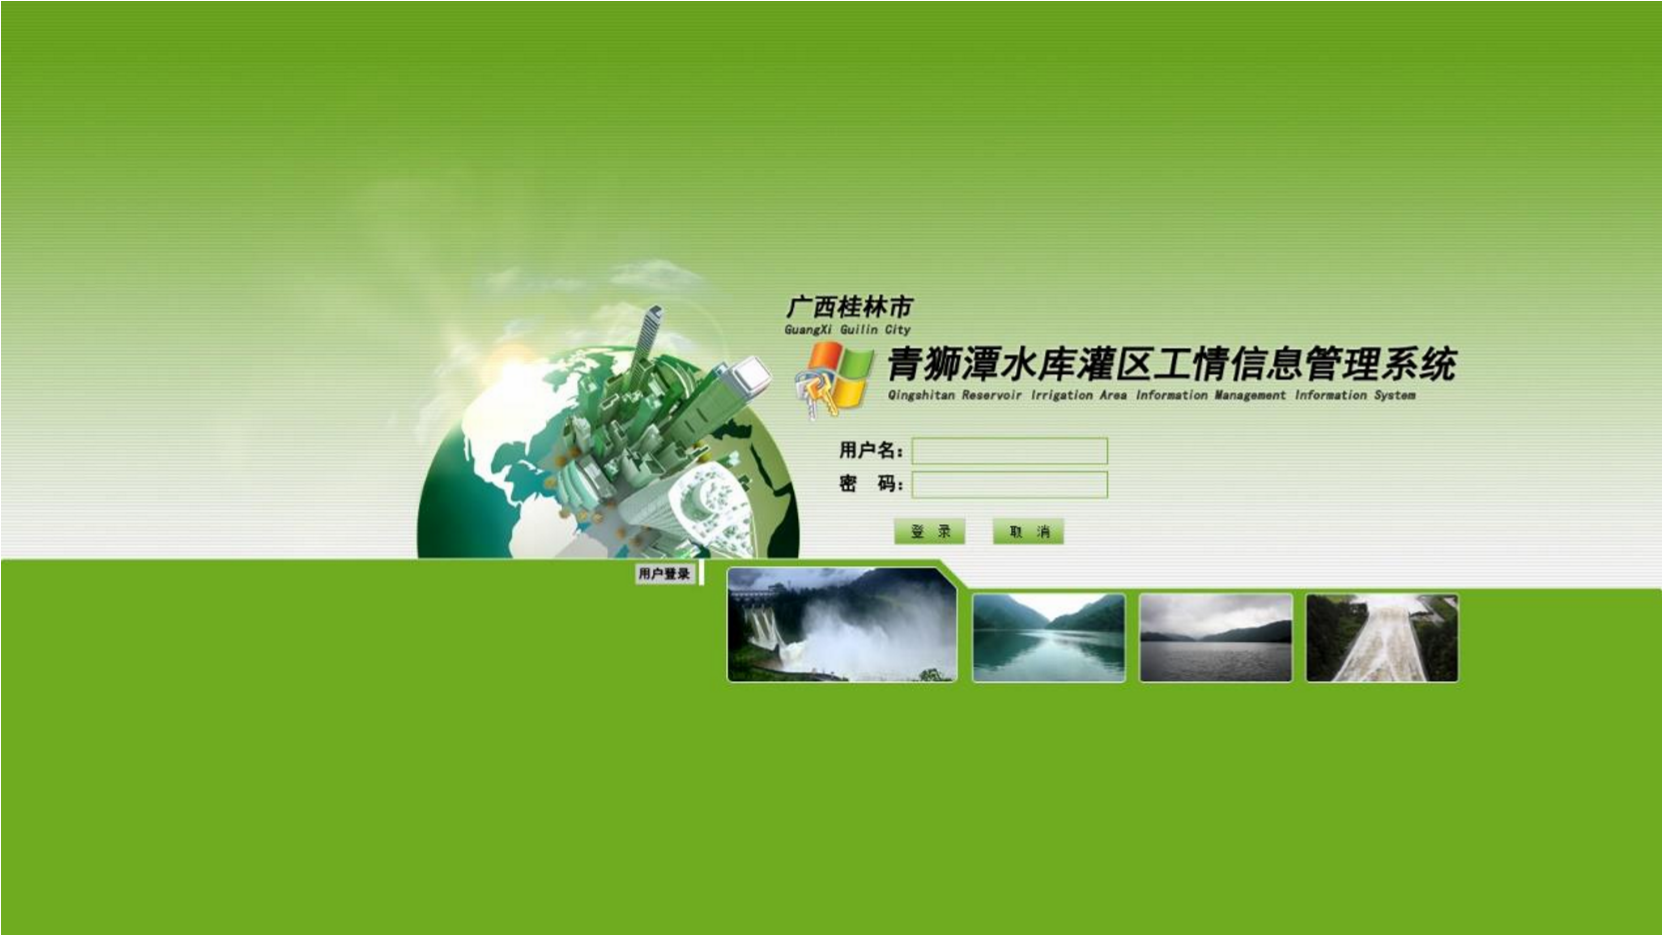 广西桂林市
GuangXi Guilin City
青狮潭水库灌区工情信息管理系统
Qingshitan Reservoir Irrigation Area Information Management Information System
用户名：
密 码：
登 录 取 消
用户登录